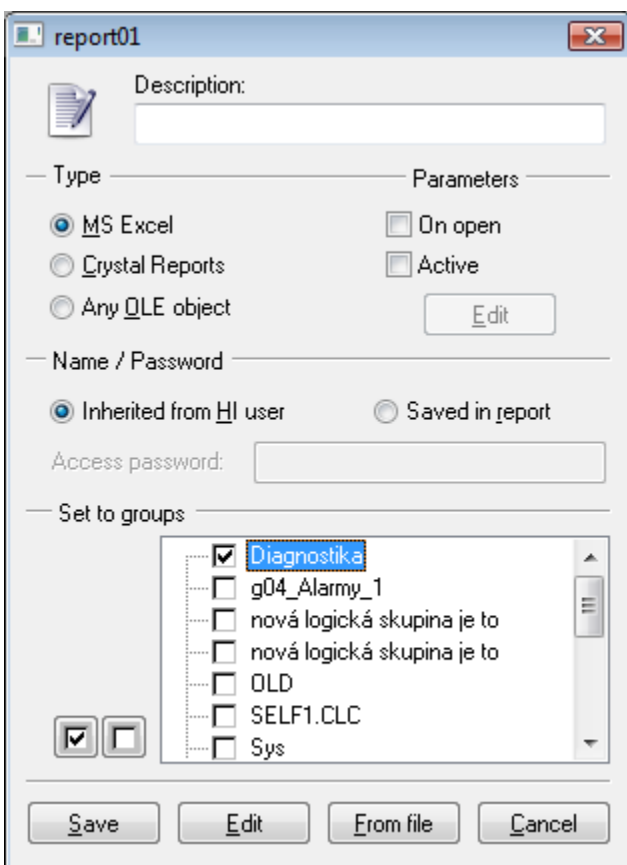 report01
Description:
Type
Parameters
MS Excel
On open
Crystal Reports
Active
Any OLE object
Edit
Name / Password
Inherited from HI user
Saved in report
Access password:
Set to groups
Diagnostika
g04_Alarmy_1
nová logická skupina je to
nová logická skupina je to
OLD
SELF1.CLC
Sys
Save
Edit
From file
Cancel